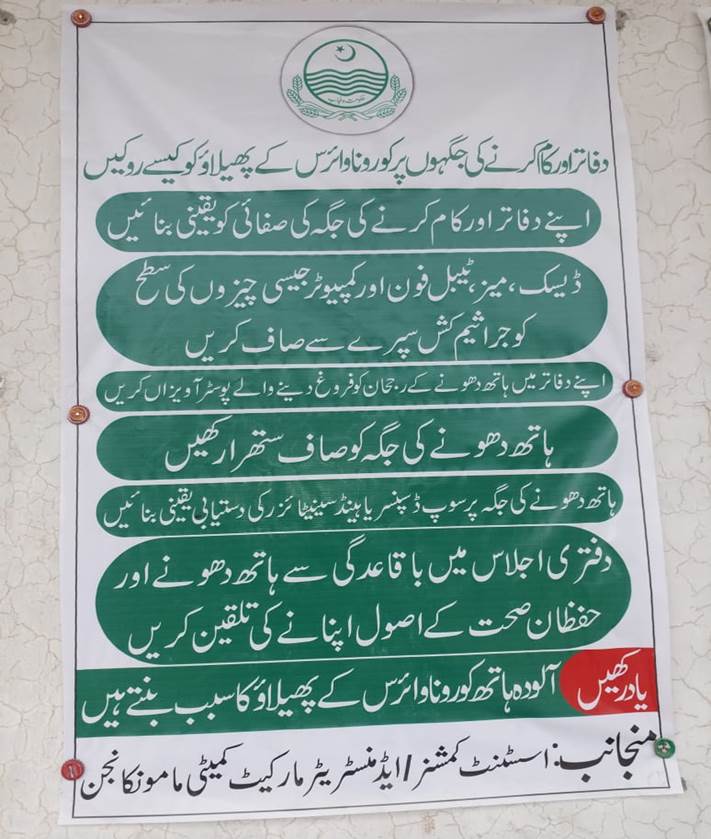 حکومت پنجاب
دفاتر اور کام کرنے کی جگہوں پر کورونا وائرس کے پھیلاؤ کو کیسے روکیں
اپنے دفاتر اور کام کرنے کی جگہ کی صفائی کو یقینی بنائیں
ڈیسک، میز، ٹیبل فون اور کمپیوٹر جیسی چیزوں کی سطح
کو جراثیم کش سپرے سے صاف کریں
اپنے دفاتر میں ہاتھ دھونے کے رجحان کو فروغ دینے والے پوسٹر آویزاں کریں
ہاتھ دھونے کی جگہ کو صاف ستھرا رکھیں
ہاتھ دھونے کی جگہ پر سوپ ڈسپنسر یا ہینڈ سینیٹائزر کی دستیابی یقینی بنائیں
دفتری اجلاس میں باقاعدگی سے ہاتھ دھونے اور
حفظان صحت کے اصول اپنانے کی تلقین کریں
یاد رکھیں آلودہ ہاتھ کورونا وائرس کے پھیلاؤ کا سبب بنتے ہیں
منجانب: اسسٹنٹ کمشنر / ایڈمنسٹریٹر مارکیٹ کمیٹی ماموںکانجن